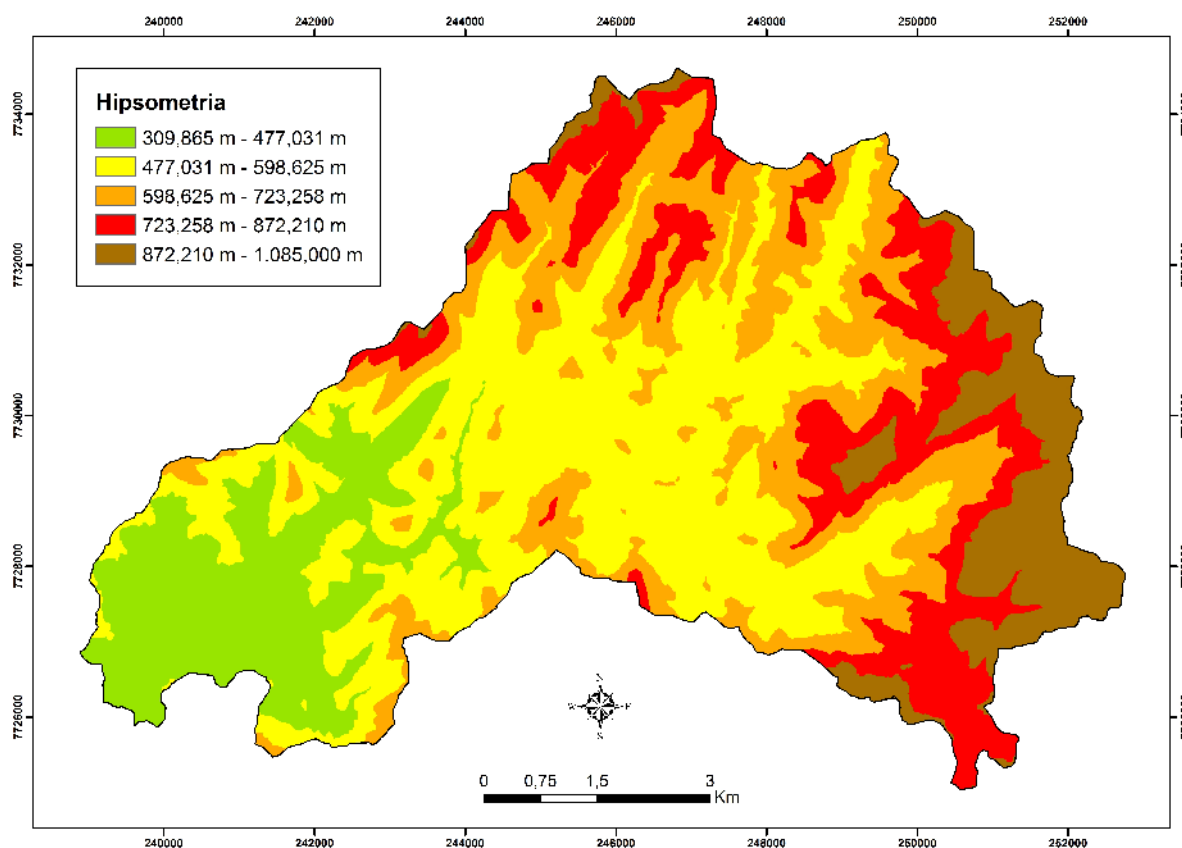 240000 242000 244000 246000 248000 250000 252000
Hipsometria
309,865 m - 477,031 m
477,031 m - 598,625 m
598,625 m - 723,258 m
723,258 m - 872,210 m
872,210 m - 1.085,000 m
7734000
7732000
7730000
7728000
7726000
N
W
S
0 0,75 1,5 3
Km
240000 242000 244000 246000 248000 250000 252000